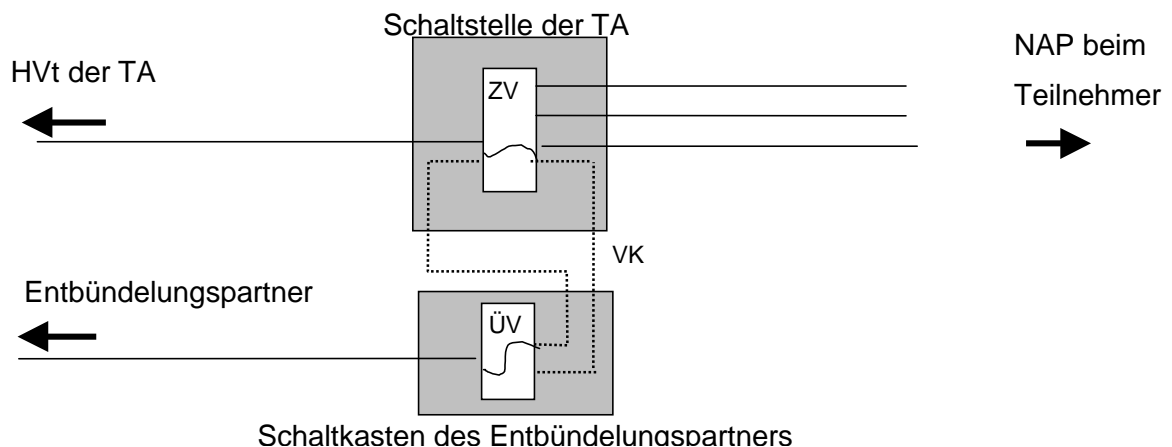 Schaltstelle der TA
NAP beim
Teilnehmer
HVt der TA
ZV
VK
Entbündelungspartner
ÜV
Schaltkasten des Entbündelungspartners